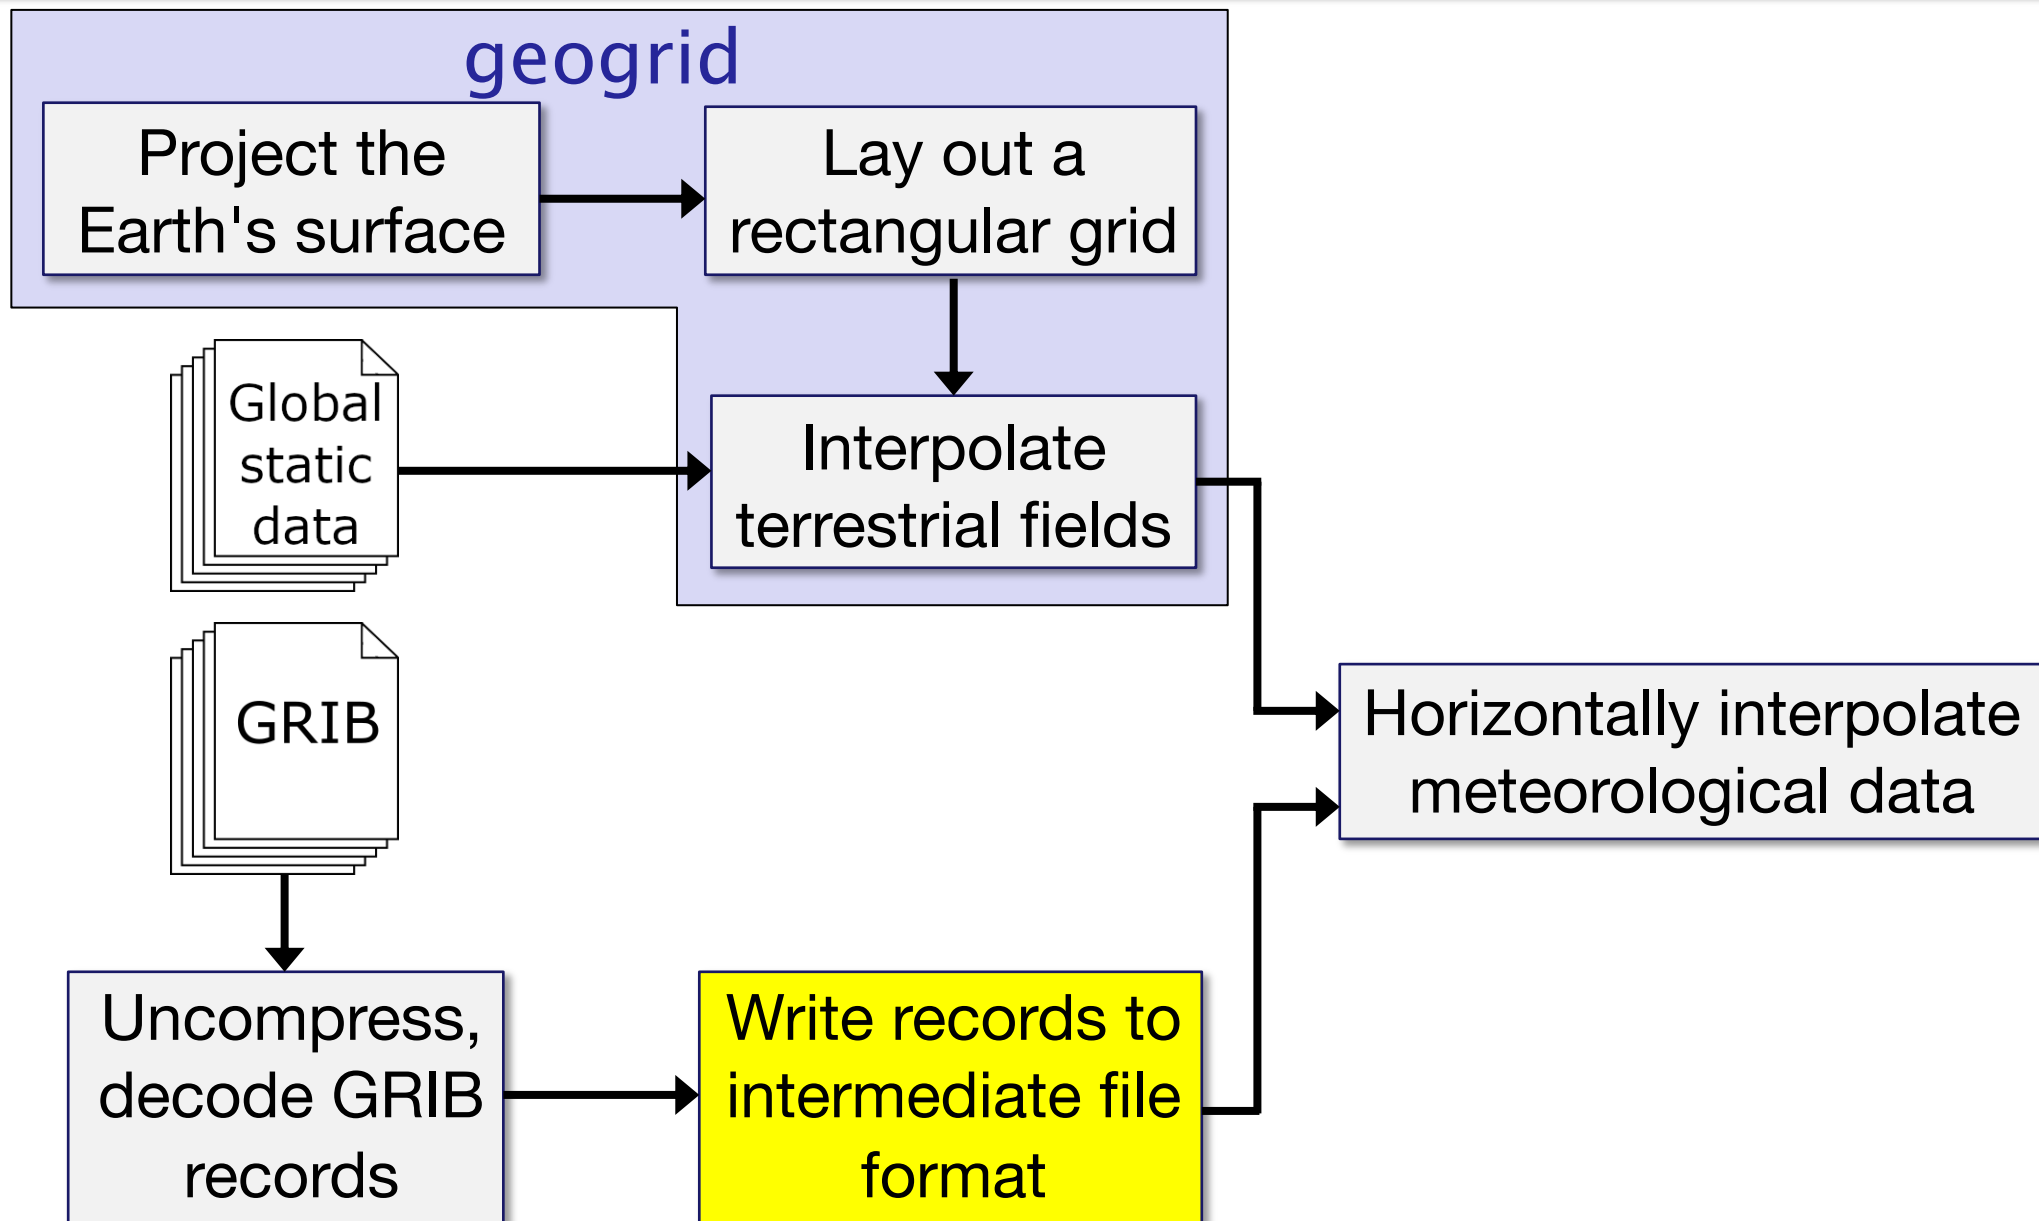 geogrid
Project the
Earth's surface
Lay out a
rectangular grid
Global
static
data
Interpolate
terrestrial fields
GRIB
Horizontally interpolate
meteorological data
Uncompress,
decode GRIB
records
Write records to
intermediate file
format